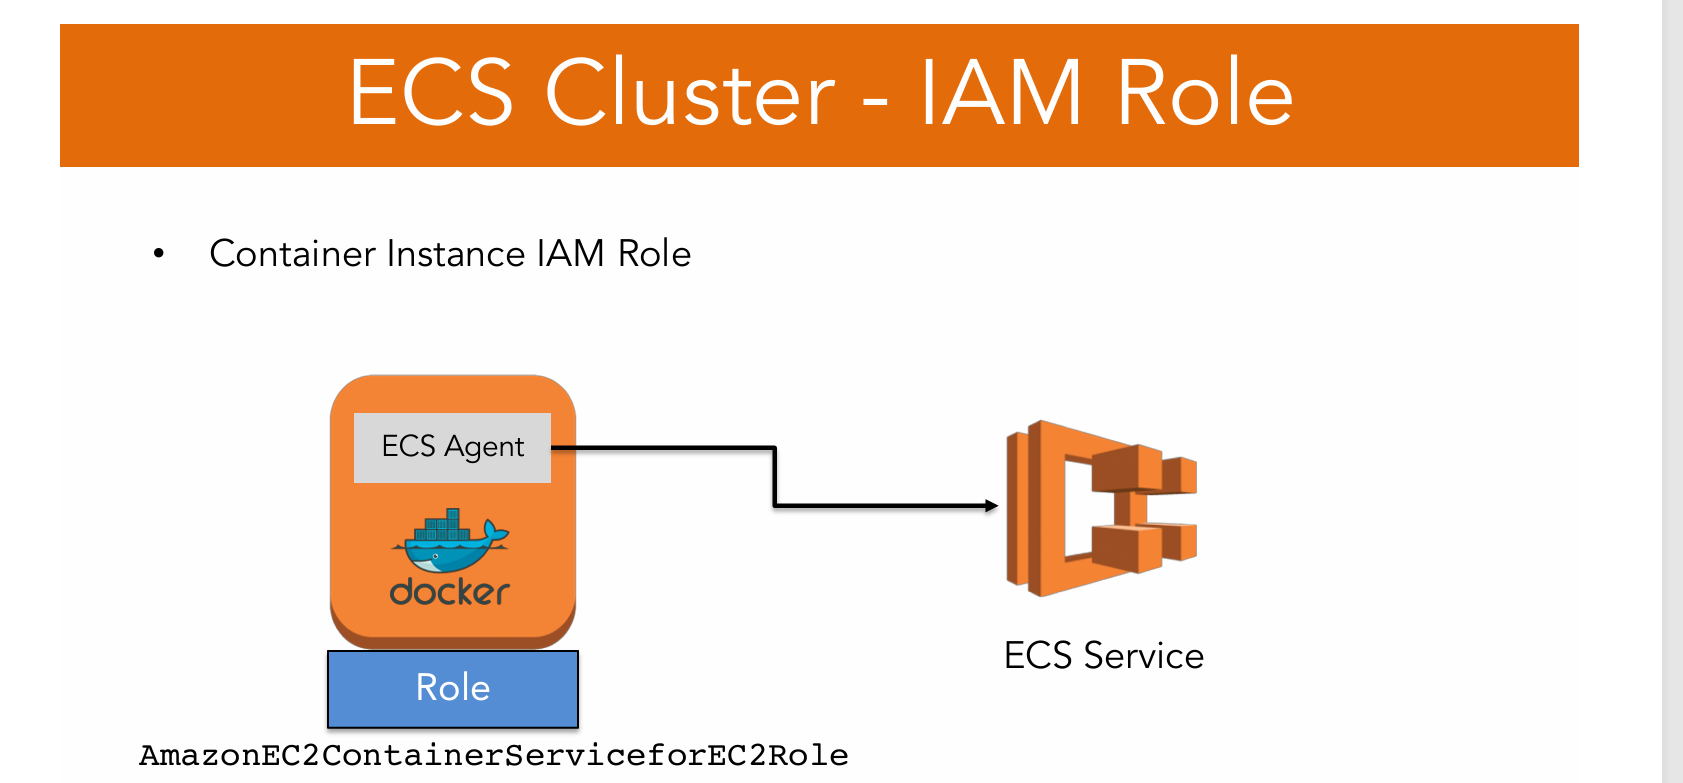 ECS Cluster - IAM Role
• Container Instance IAM Role
ECS Agent
docker
Role
AmazonEC2ContainerServiceforEC2Role
ECS Service